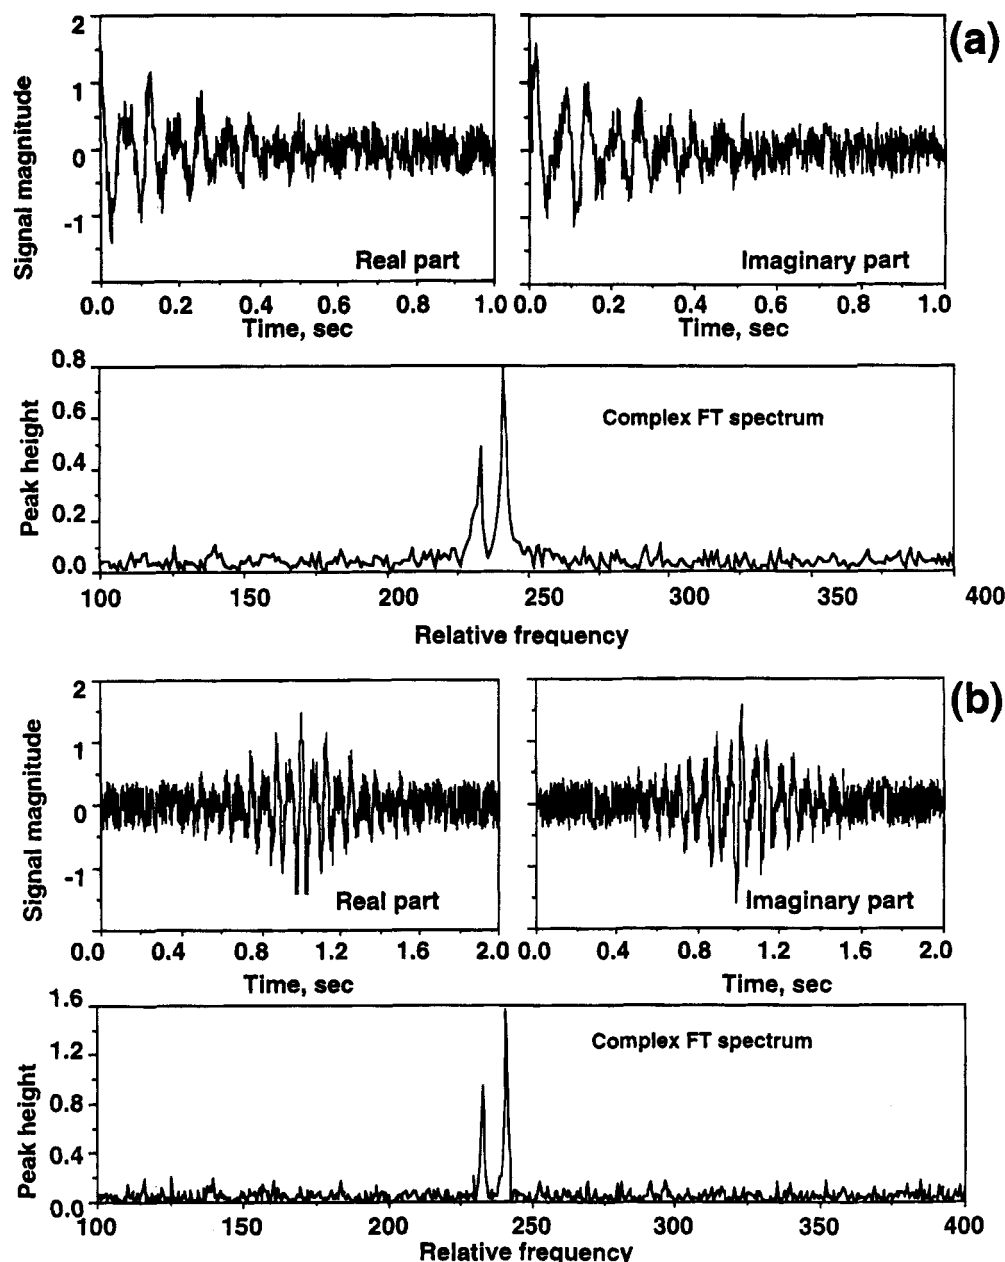 (a)
2
1
0
-1
Signal magnitude
Real part
0.0 0.2 0.4 0.6 0.8 1.0
Time, sec
Imaginary part
0.0 0.2 0.4 0.6 0.8 1.0
Time, sec
0.8
0.6
0.4
0.2
0.0
Peak height
Complex FT spectrum
100 150 200 250 300 350 400
Relative frequency
(b)
2
1
0
-1
Signal magnitude
Real part
0.0 0.4 0.8 1.2 1.6 2.0
Time, sec
Imaginary part
0.0 0.4 0.8 1.2 1.6 2.0
Time, sec
1.6
1.2
0.8
0.4
0.0
Peak height
Complex FT spectrum
100 150 200 250 300 350 400
Relative frequency